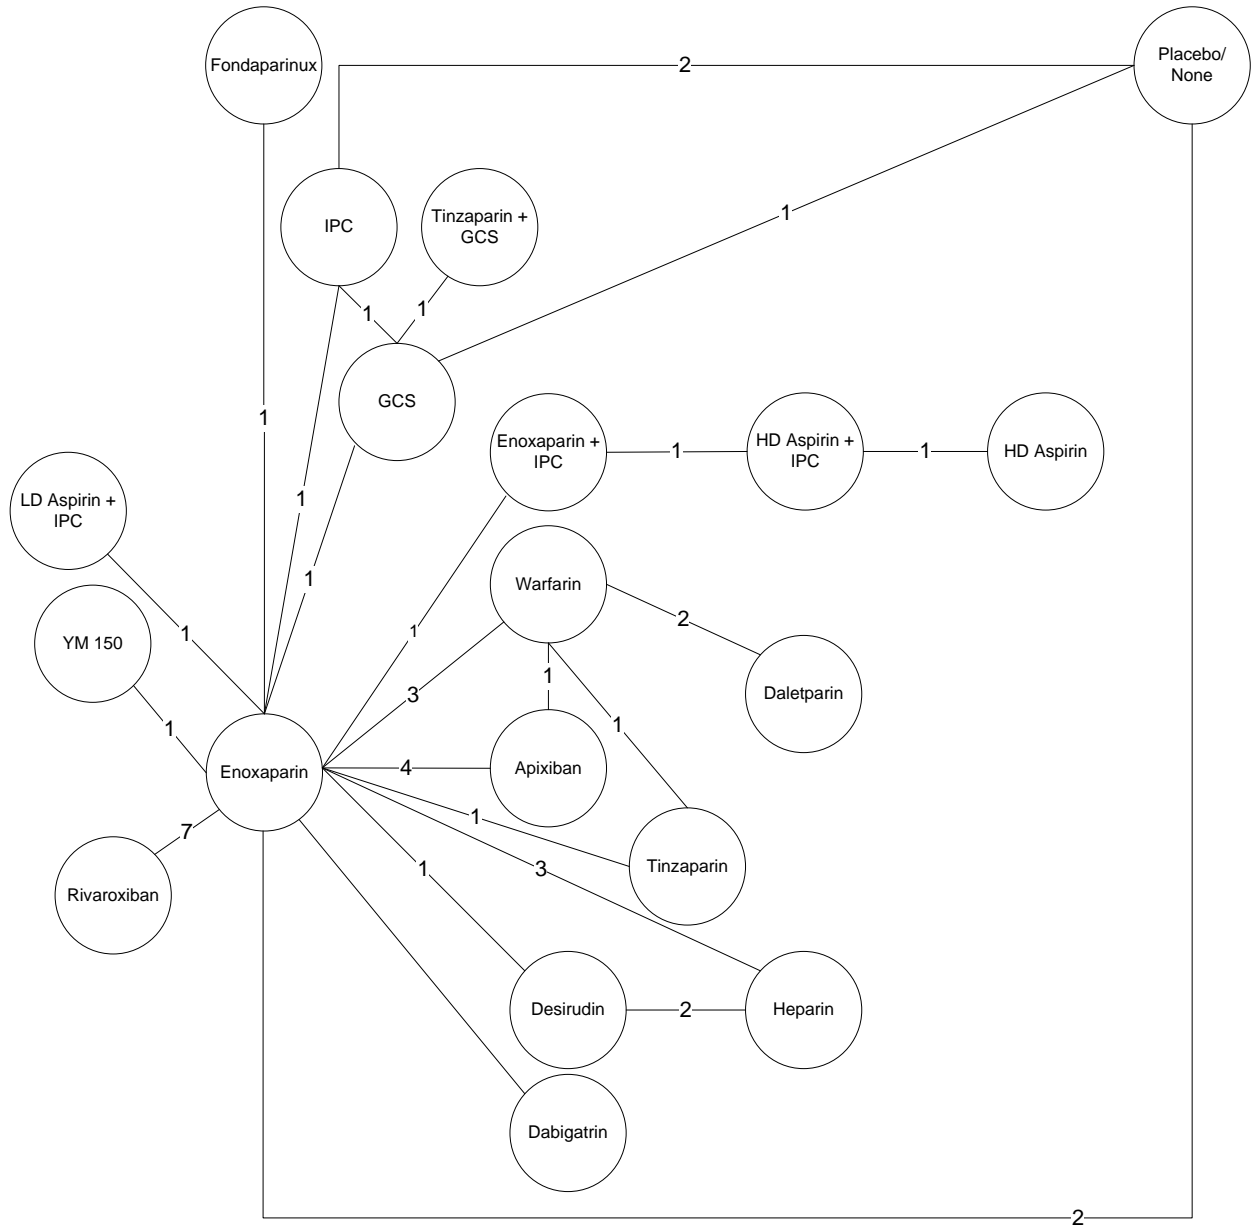 Fondaparinux
Placebo/
None
2
IPC
Tinzaparin +
GCS
1
1
1
GCS
1
Enoxaparin +
IPC
1
HD Aspirin +
IPC
1
HD Aspirin
LD Aspirin +
IPC
1
1
Warfarin
2
1
1
YM 150
3
1
Daletparin
1
1
Enoxaparin
4
Apixiban
1
7
Tinzaparin
1
3
Rivaroxiban
Desirudin
2
Heparin
Dabigatrin
2